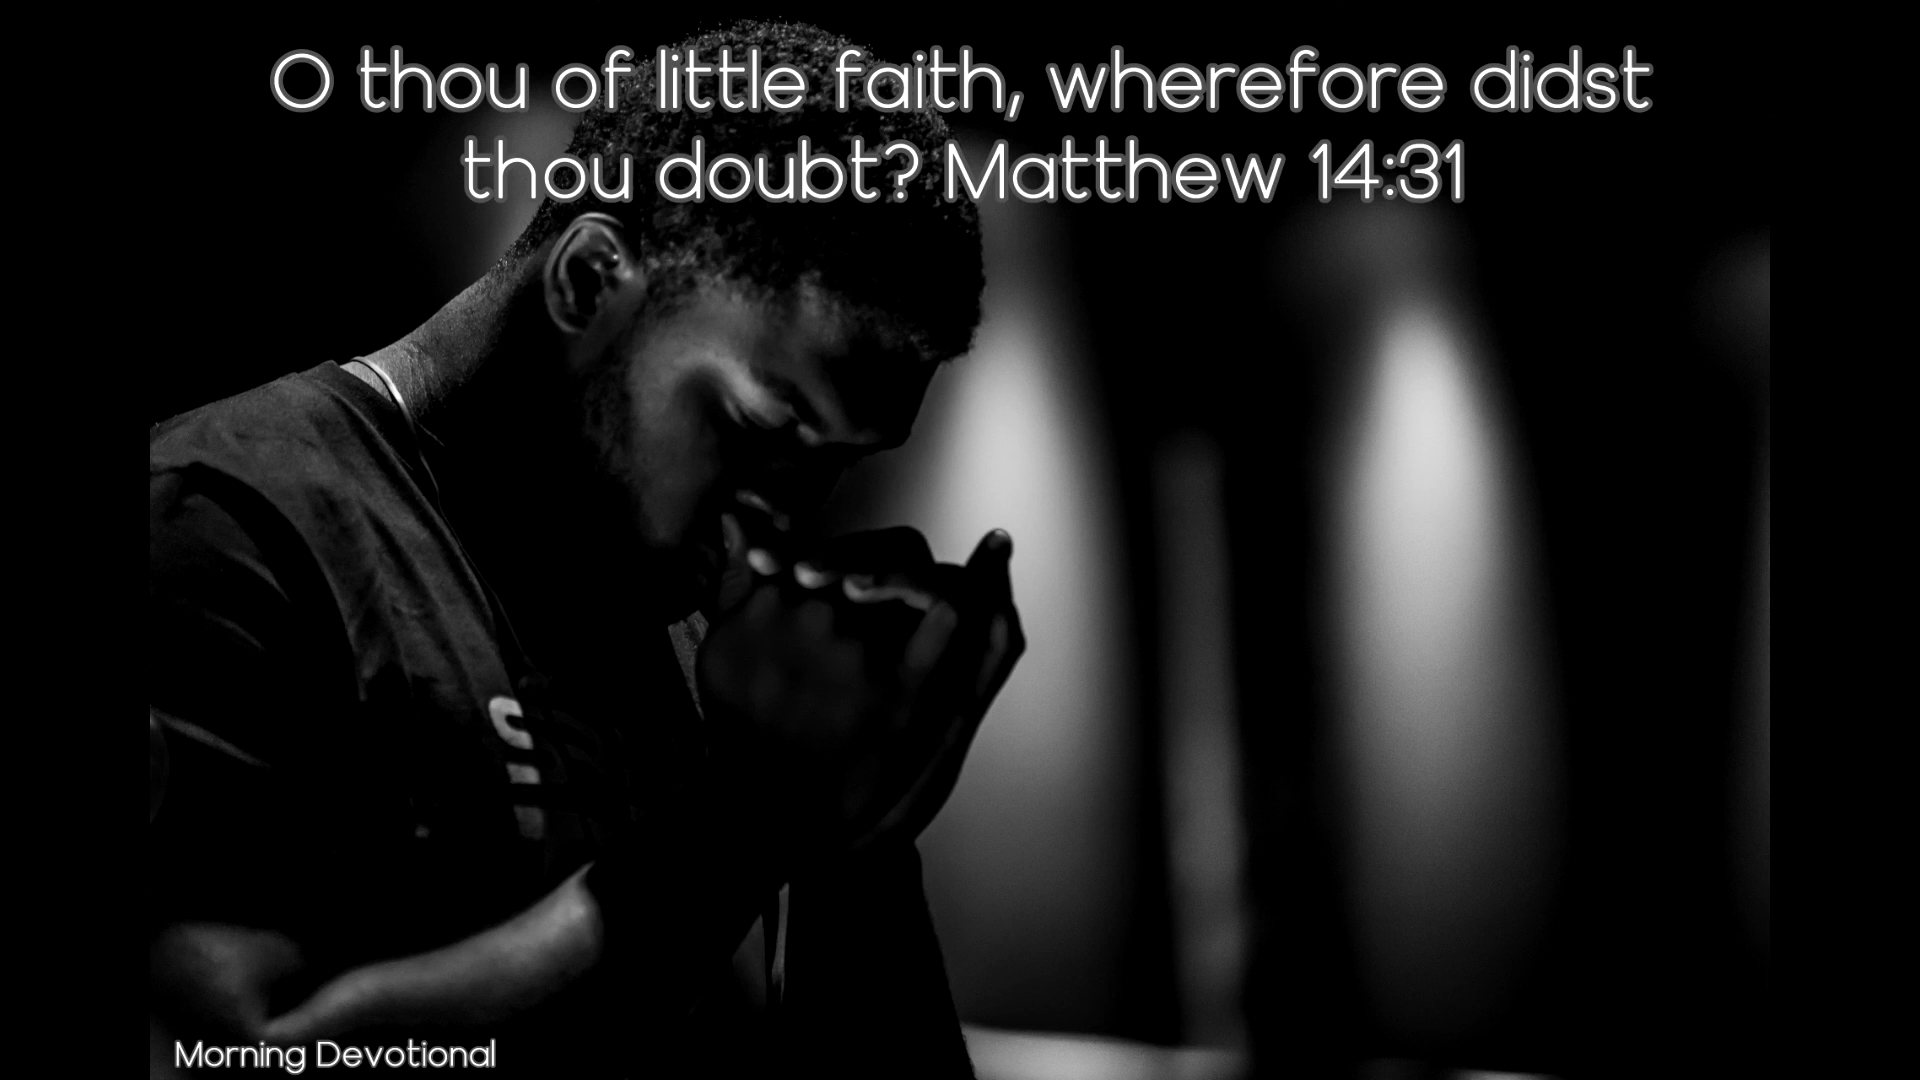 O thou of little faith, wherefore didst
thou doubt? Matthew 14:31
Morning Devotional